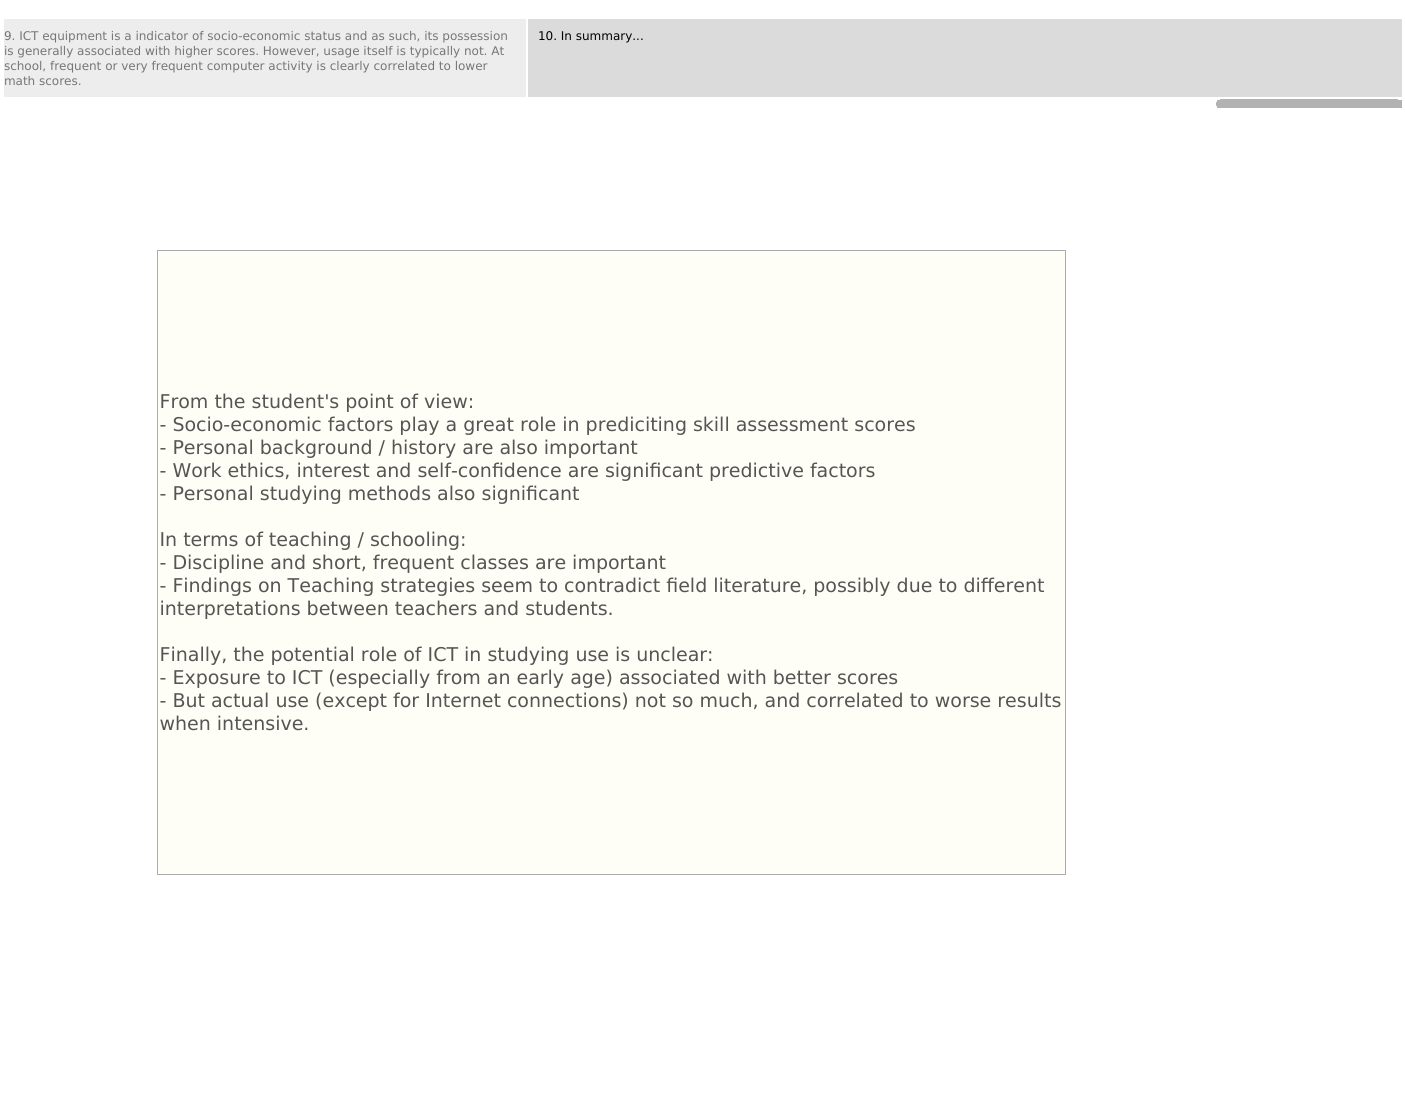 9. ICT equipment is a indicator of socio-economic status and as such, its possession
is generally associated with higher scores. However, usage itself is typically not. At
school, frequent or very frequent computer activity is clearly correlated to lower
math scores.
10. In summary...
From the student's point of view:
- Socio-economic factors play a great role in prediciting skill assessment scores
- Personal background / history are also important
- Work ethics, interest and self-confidence are significant predictive factors
- Personal studying methods also significant
In terms of teaching / schooling:
- Discipline and short, frequent classes are important
- Findings on Teaching strategies seem to contradict field literature, possibly due to different
interpretations between teachers and students.
Finally, the potential role of ICT in studying use is unclear:
- Exposure to ICT (especially from an early age) associated with better scores
- But actual use (except for Internet connections) not so much, and correlated to worse results
when intensive.